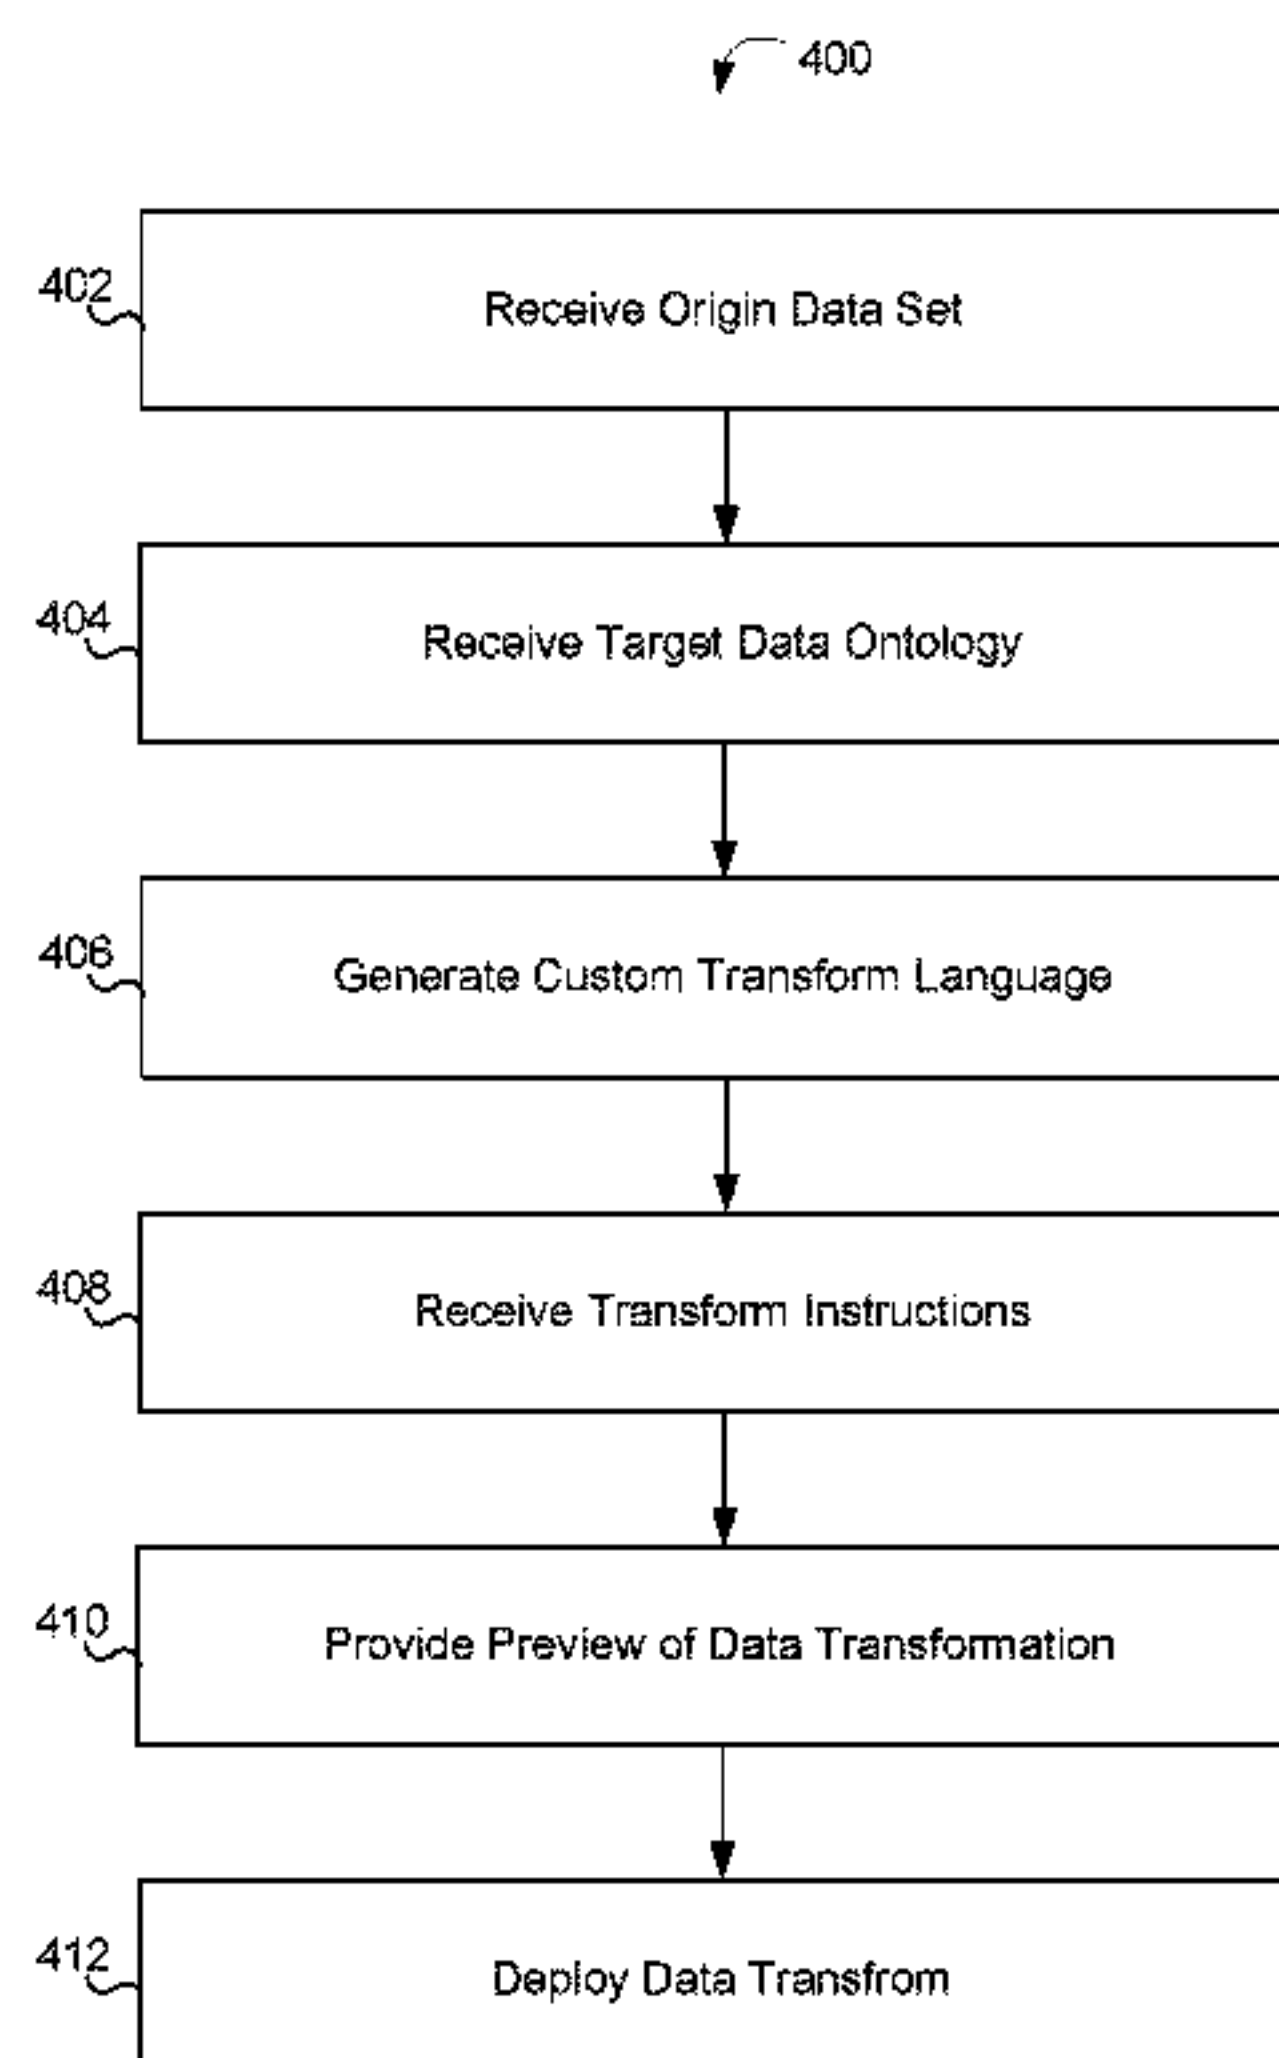 400
402
Receive Origin Data Set
404
Receive Target Data Ontology
406
Generate Custom Transform Language
408
Receive Transform Instructions
410
Provide Preview of Data Transformation
412
Deploy Data Transfrom